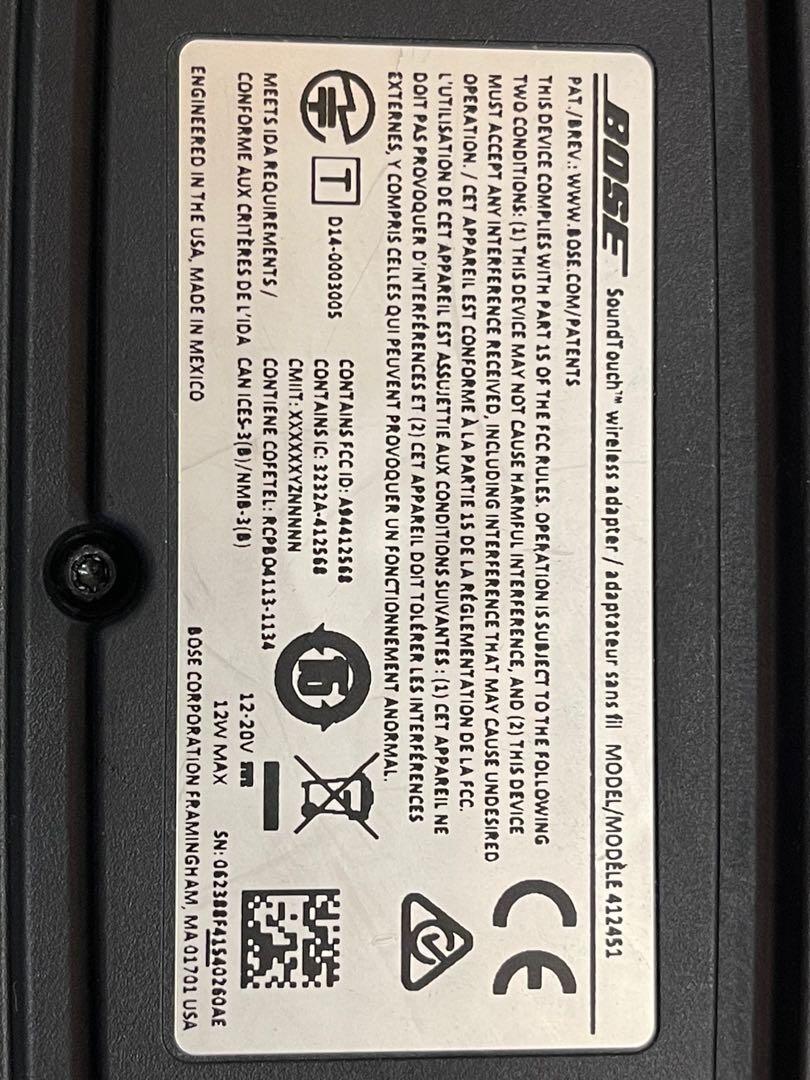 BOSE SoundTouch™ wireless adapter / adaptateur sans fil MODEL/MODÈLE 412451
PAT./BREV.: WWW.BOSE.COM/PATENTS
THIS DEVICE COMPLIES WITH PART 15 OF THE FCC RULES. OPERATION IS SUBJECT TO THE FOLLOWING
TWO CONDITIONS: (1) THIS DEVICE MAY NOT CAUSE HARMFUL INTERFERENCE, AND (2) THIS DEVICE
MUST ACCEPT ANY INTERFERENCE RECEIVED, INCLUDING INTERFERENCE THAT MAY CAUSE UNDESIRED
OPERATION. / CET APPAREIL EST CONFORME À LA PARTIE 15 DE LA RÉGLEMENTATION DE LA FCC.
L'UTILISATION DE CET APPAREIL EST ASSUJETTIE AUX CONDITIONS SUIVANTES : (1) CET APPAREIL NE
DOIT PAS PROVOQUER D'INTERFÉRENCES ET (2) CET APPAREIL DOIT TOLÉRER LES INTERFÉRENCES
EXTERNES, Y COMPRIS CELLES QUI PEUVENT PROVOQUER UN FONCTIONNEMENT ANORMAL.
CE
T D14-0003005
MEETS IDA REQUIREMENTS /
CONFORME AUX CRITÈRES DE L'IDA
CONTAINS FCC ID: A94412568
CONTAINS IC: 3232A-412568
CMIIT: XXXXXXYZNNNNN
CONTIENE COFETEL: RCPBO4113-1134
CAN ICES-3(B)/NMB-3(B)
15
12-20V
12W MAX
SN: 062388F41540260AE
ENGINEERED IN THE USA, MADE IN MEXICO
BOSE CORPORATION FRAMINGHAM, MA 01701 USA